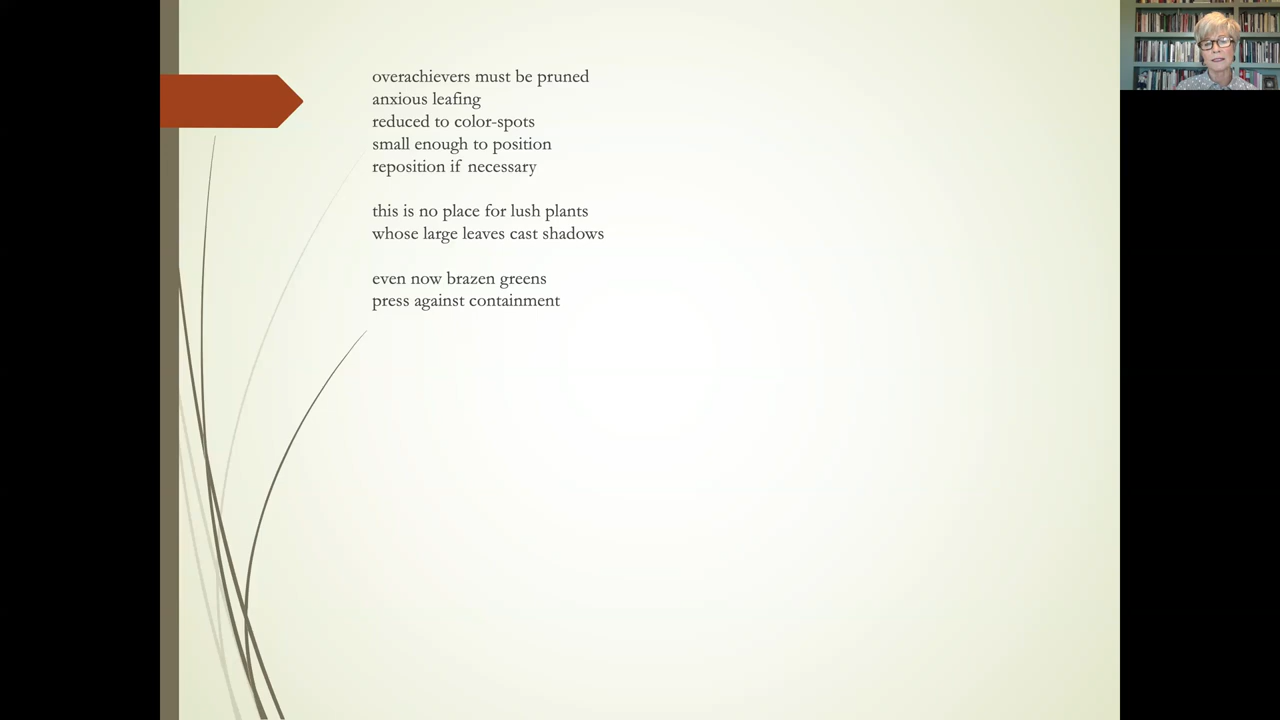 overachievers must be pruned
anxious leafing
reduced to color-spots
small enough to position
reposition if necessary
this is no place for lush plants
whose large leaves cast shadows
even now brazen greens
press against containment